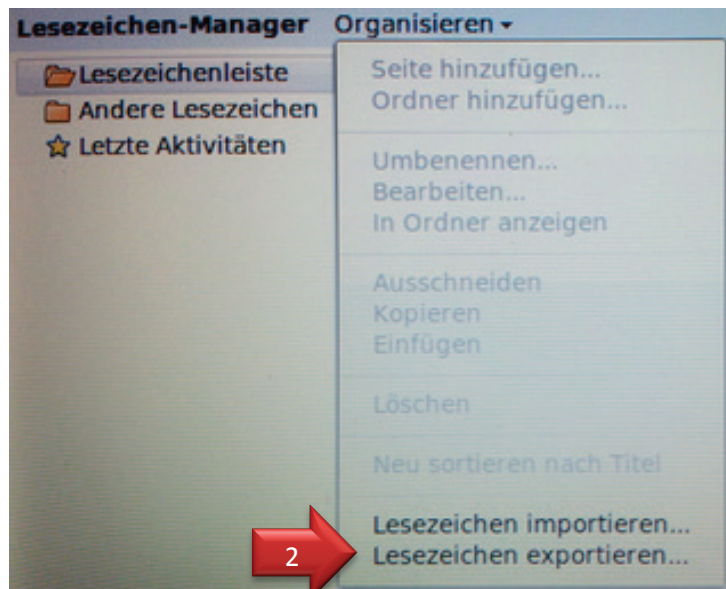 Lesezeichen-Manager Organisieren
Lesezeichenleiste
Andere Lesezeichen
Letzte Aktivitäten
Seite hinzufügen...
Ordner hinzufügen...
Umbenennen...
Bearbeiten...
In Ordner anzeigen
Ausschneiden
Kopieren
Einfügen
Löschen
Neu sortieren nach Titel
Lesezeichen importieren...
Lesezeichen exportieren...
2